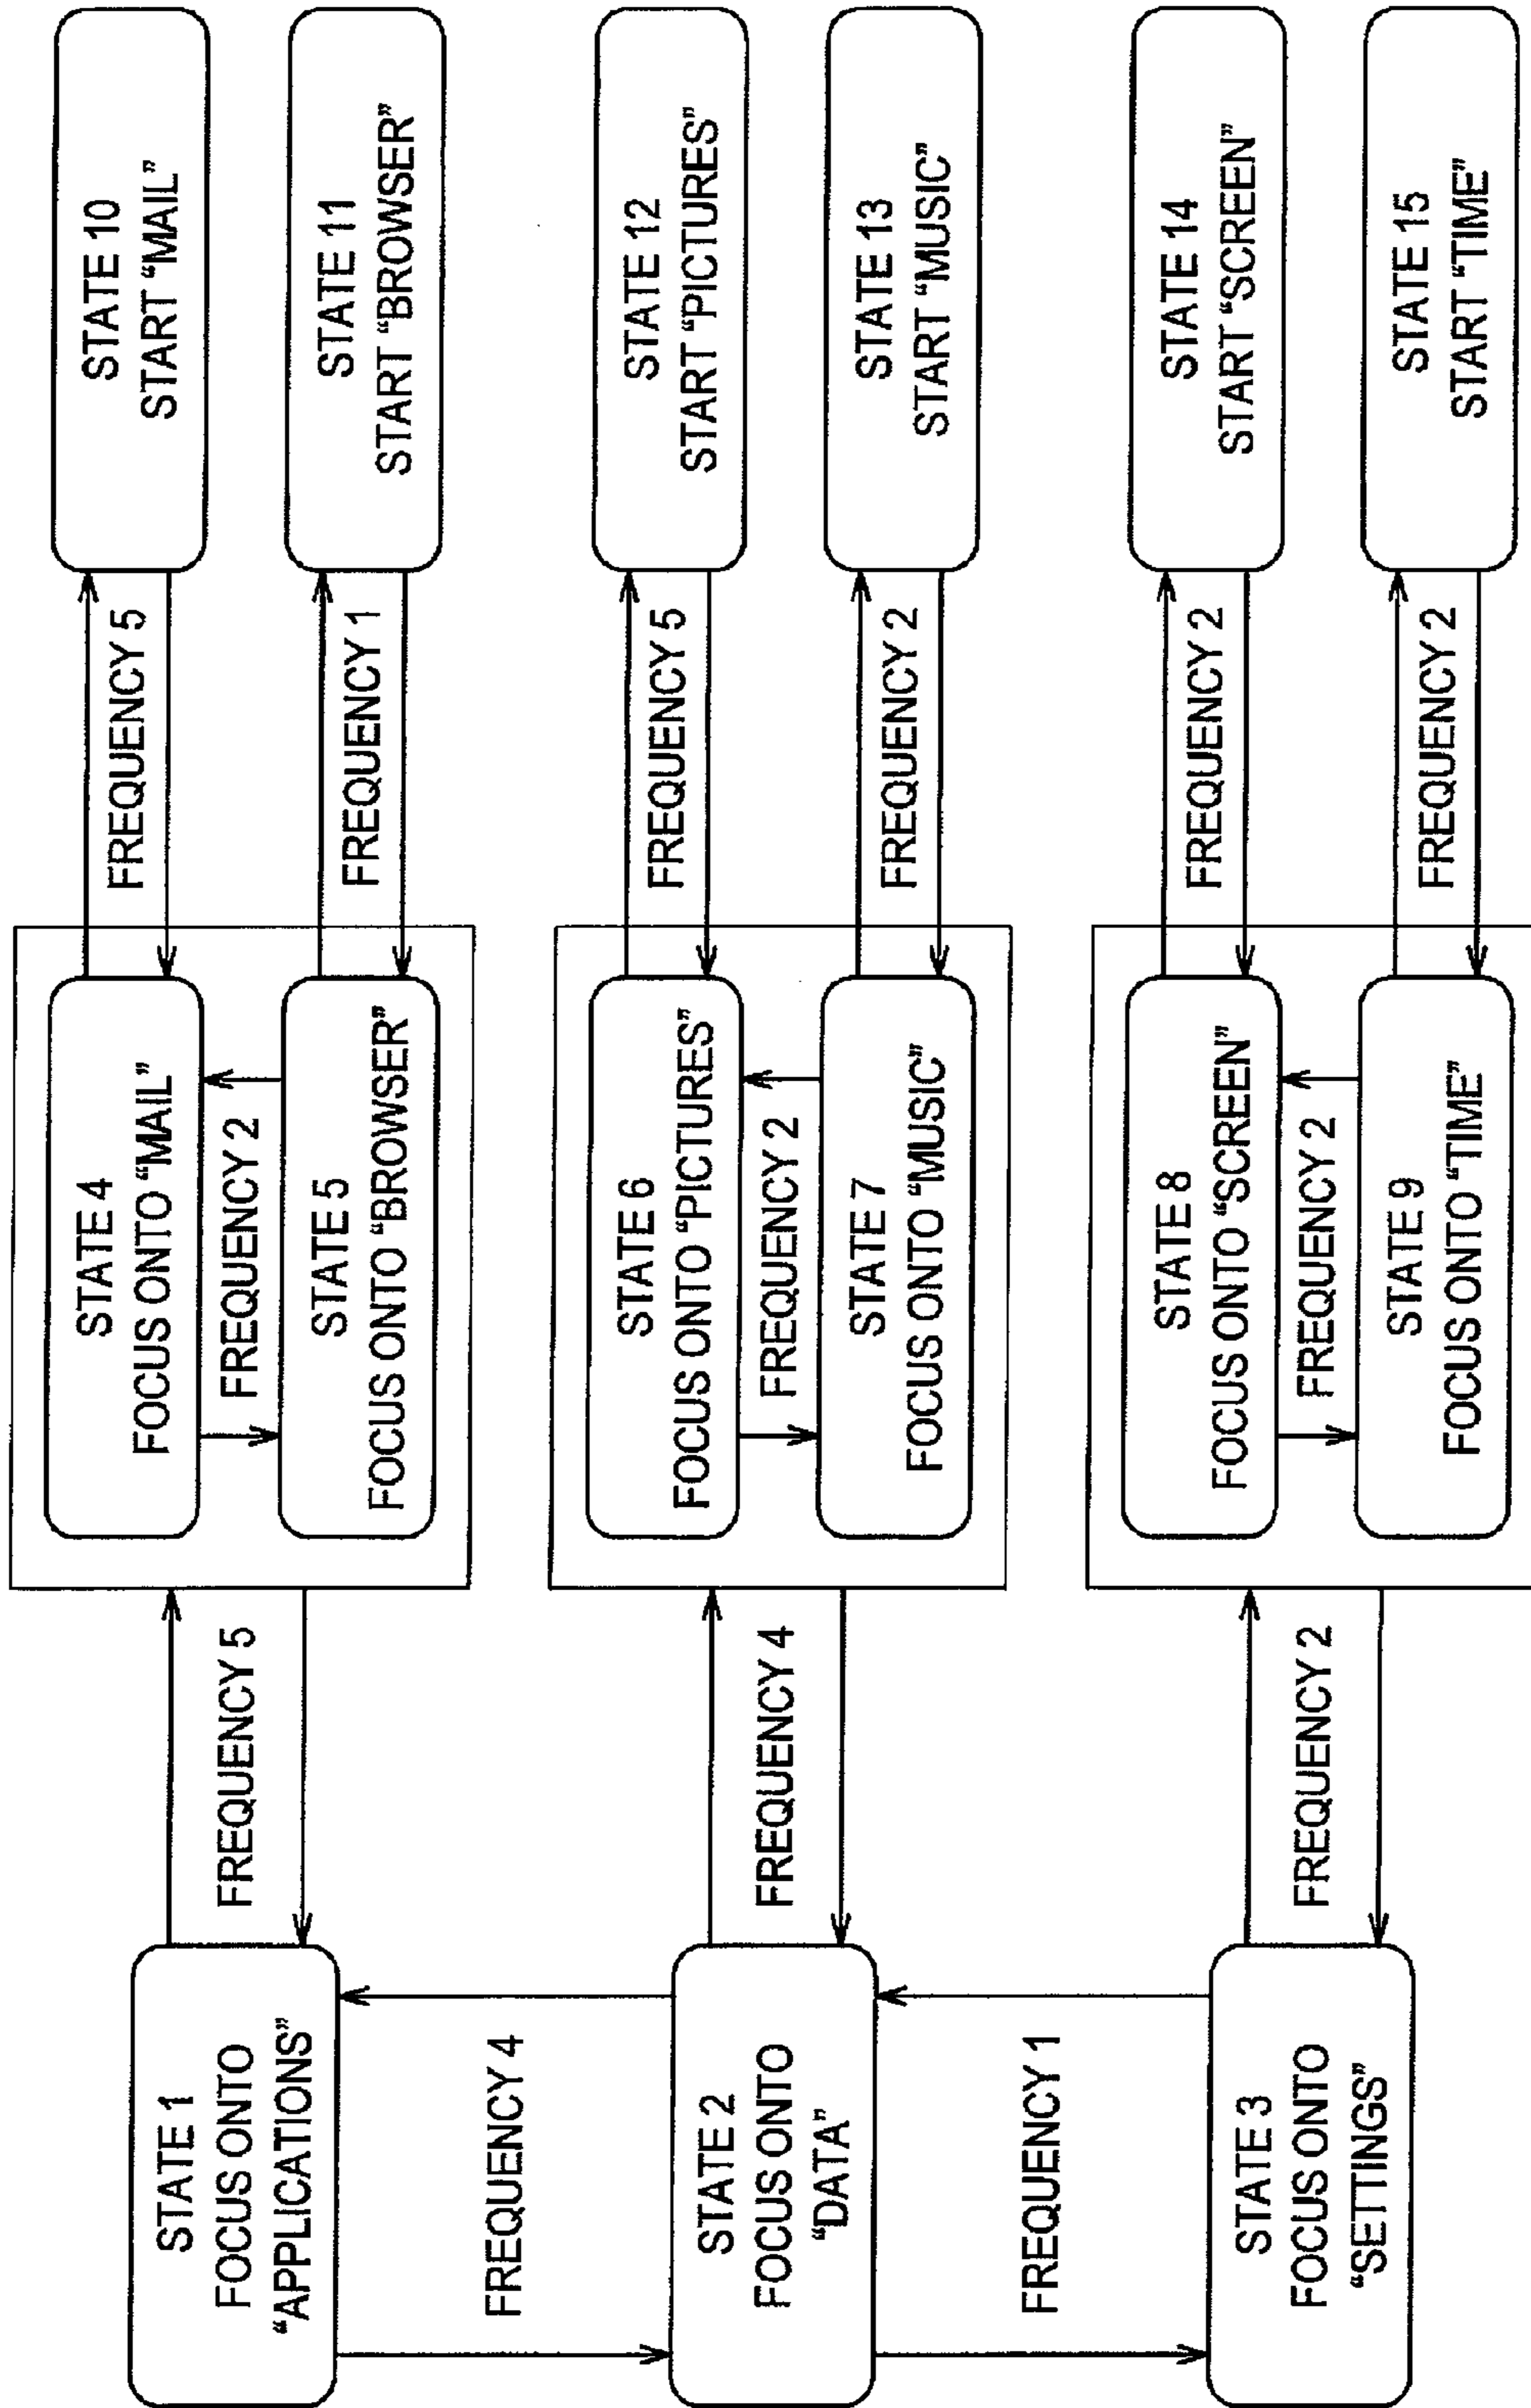 STATE 1
FOCUS ONTO
“APPLICATIONS”
FREQUENCY 4
STATE 2
FOCUS ONTO
“DATA”
FREQUENCY 1
STATE 3
FOCUS ONTO
“SETTINGS”
FREQUENCY 5
FREQUENCY 4
FREQUENCY 2
STATE 4
FOCUS ONTO “MAIL”
FREQUENCY 2
STATE 5
FOCUS ONTO “BROWSER”
STATE 6
FOCUS ONTO “PICTURES”
FREQUENCY 2
STATE 7
FOCUS ONTO “MUSIC”
STATE 8
FOCUS ONTO “SCREEN”
FREQUENCY 2
STATE 9
FOCUS ONTO “TIME”
FREQUENCY 5
FREQUENCY 1
FREQUENCY 5
FREQUENCY 2
FREQUENCY 2
FREQUENCY 2
STATE 10
START “MAIL”
STATE 11
START “BROWSER”
STATE 12
START “PICTURES”
STATE 13
START “MUSIC”
STATE 14
START “SCREEN”
STATE 15
START “TIME”